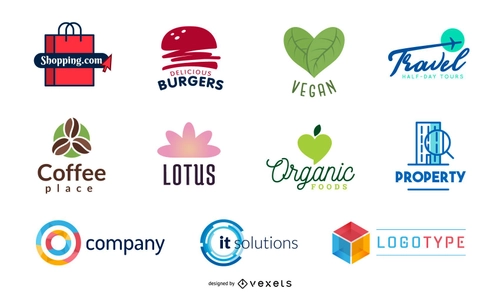 Shopping.com
DELICIOUS
BURGERS
VEGAN
Travel
HALF-DAY TOURS
Coffee
place
LOTUS
Organic
FOODS
PROPERTY
company
it solutions
LOGOTYPE
designed by vexels